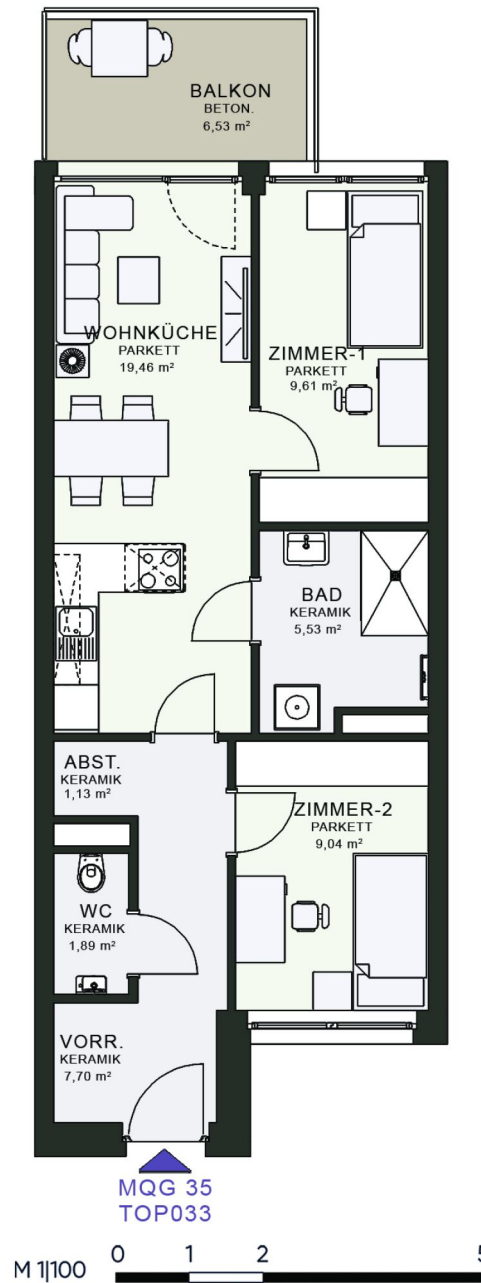 BALKON
BETON.
6,53 m²
WOHNKÜCHE
PARKETT
19,46 m²
ZIMMER-1
PARKETT
9,61 m²
BAD
KERAMIK
5,53 m²
ABST.
KERAMIK
1,13 m²
ZIMMER-2
PARKETT
9,04 m²
WC
KERAMIK
1,89 m²
VORR.
KERAMIK
7,70 m²
MQG 35
TOP033
M 1|100 0 1 2 5